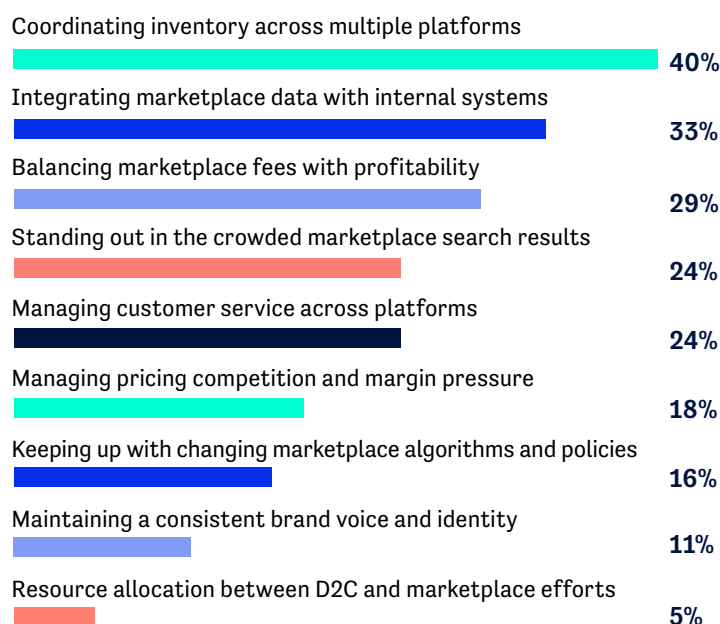 Coordinating inventory across multiple platforms
40%
Integrating marketplace data with internal systems
33%
Balancing marketplace fees with profitability
29%
Standing out in the crowded marketplace search results
24%
Managing customer service across platforms
24%
Managing pricing competition and margin pressure
18%
Keeping up with changing marketplace algorithms and policies
16%
Maintaining a consistent brand voice and identity
11%
Resource allocation between D2C and marketplace efforts
5%